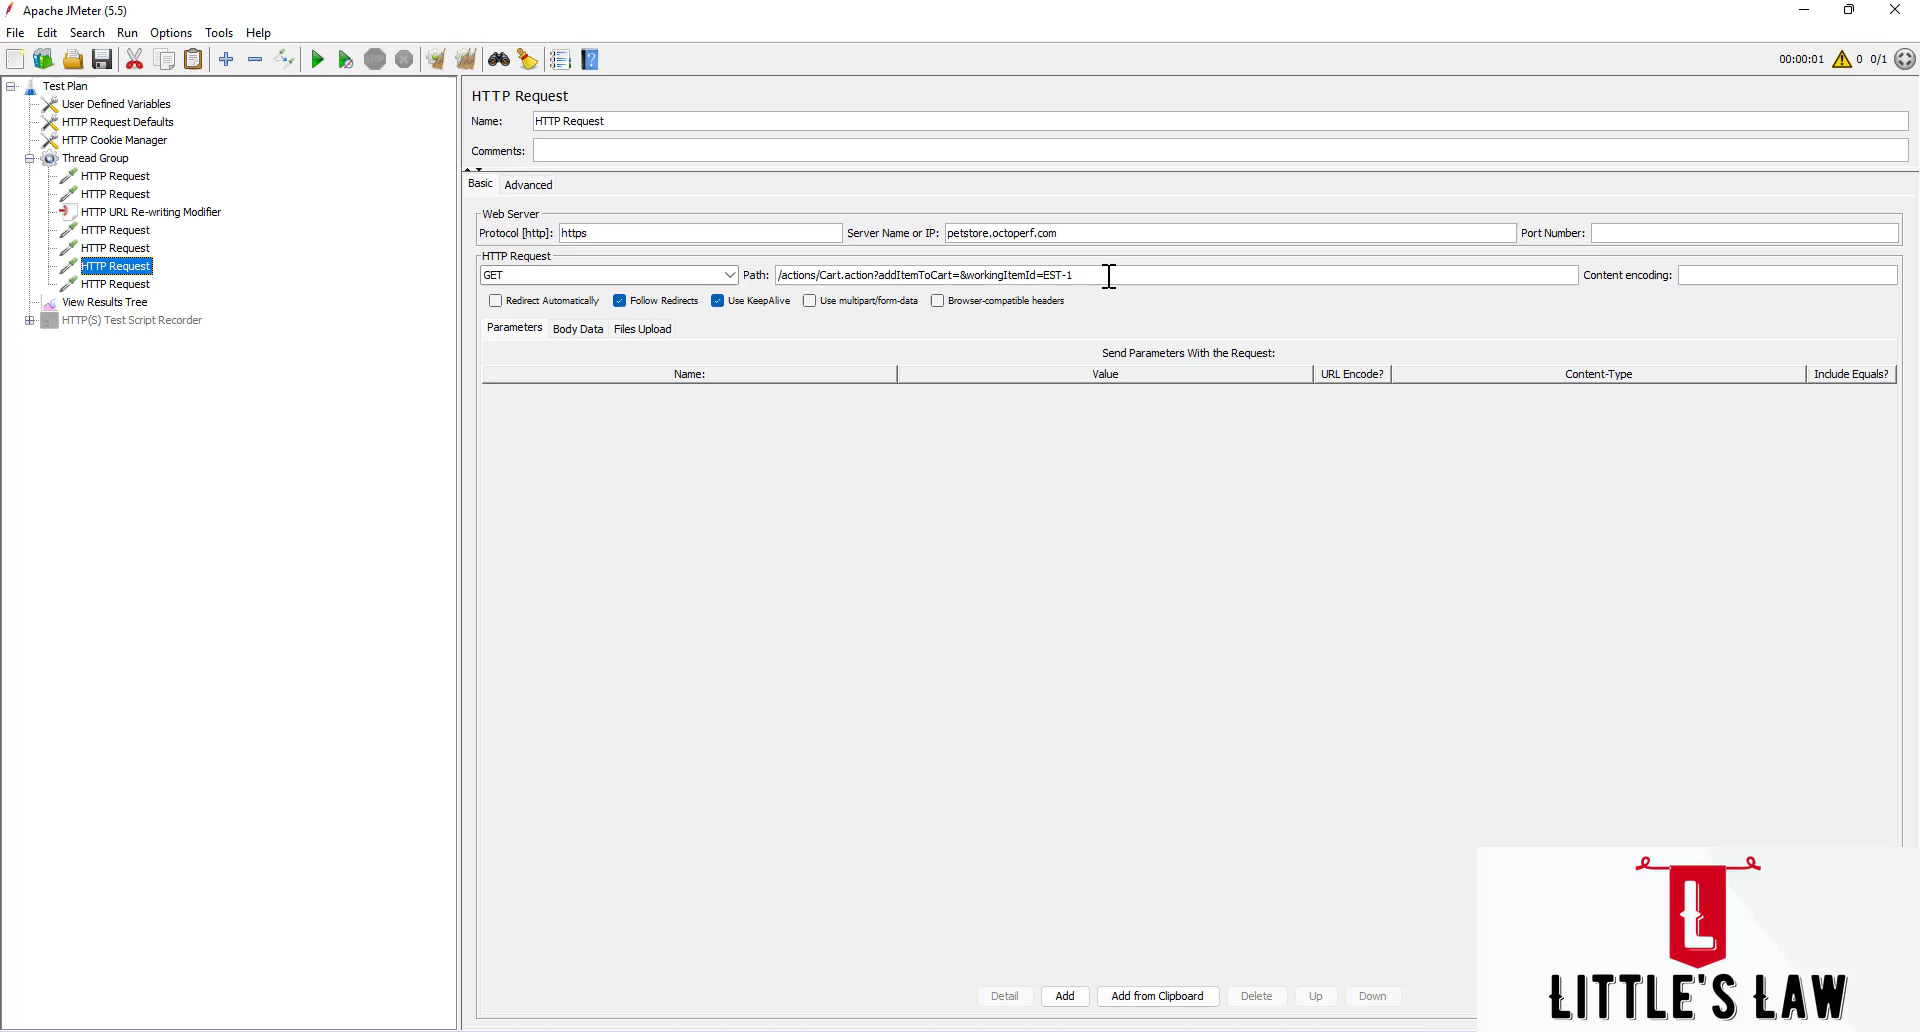 Apache JMeter (5.5)
File Edit Search Run Options Tools Help
STOP
00:00:01 0 0/1
Test Plan
User Defined Variables
HTTP Request Defaults
HTTP Cookie Manager
Thread Group
HTTP Request
HTTP Request
HTTP URL Re-writing Modifier
HTTP Request
HTTP Request
HTTP Request
HTTP Request
View Results Tree
HTTP(S) Test Script Recorder
HTTP Request
Name: HTTP Request
Comments:
Basic Advanced
Web Server
Protocol [http]: https Server Name or IP: petstore.octoperf.com Port Number:
HTTP Request
GET Path: /actions/Cart.action?addItemToCart=&workingItemId=EST-1 Content encoding:
Redirect Automatically Follow Redirects Use KeepAlive Use multipart/form-data Browser-compatible headers
Parameters Body Data Files Upload
Send Parameters With the Request:
Name: Value URL Encode? Content-Type Include Equals?
Detail Add Add from Clipboard Delete Up Down
L
LITTLE'S LAW